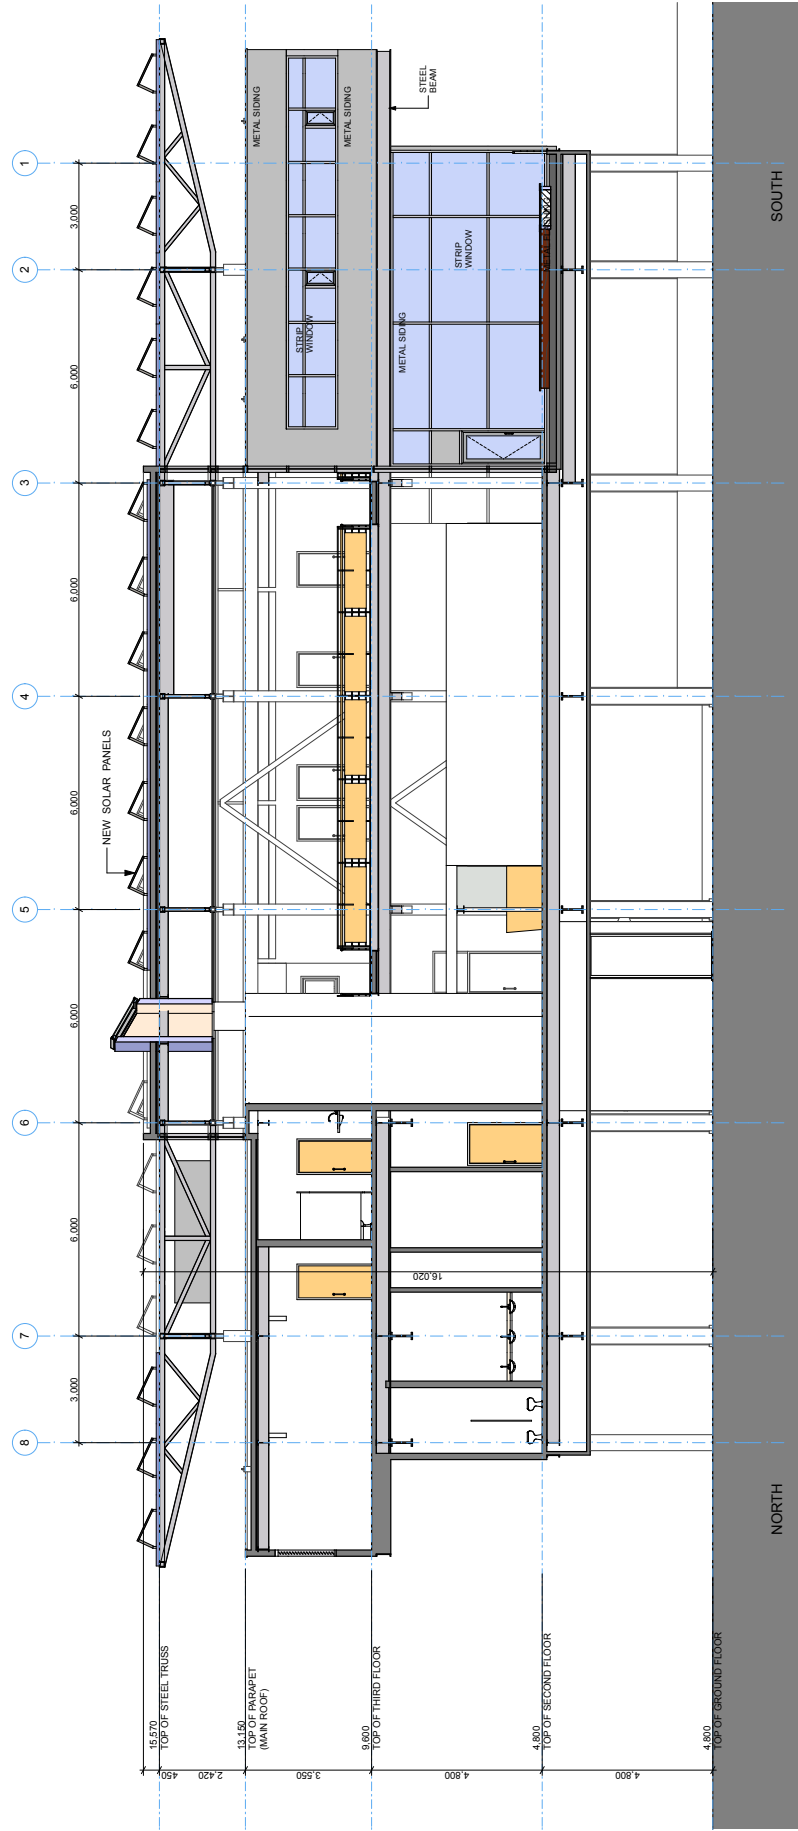 1
2
3
4
5
6
7
8
3,000
6,000
6,000
6,000
6,000
6,000
3,000
NEW SOLAR PANELS
METAL SIDING
METAL SIDING
STRIP
WINDOW
STEEL
BEAM
STRIP
WINDOW
METAL SIDING
16,020
SOUTH
NORTH
15,570
TOP OF STEEL TRUSS
13,150
TOP OF PARAPET
(MAIN ROOF)
9,600
TOP OF THIRD FLOOR
4,800
TOP OF SECOND FLOOR
4,800
TOP OF GROUND FLOOR
450
2,420
3,550
4,800
4,800